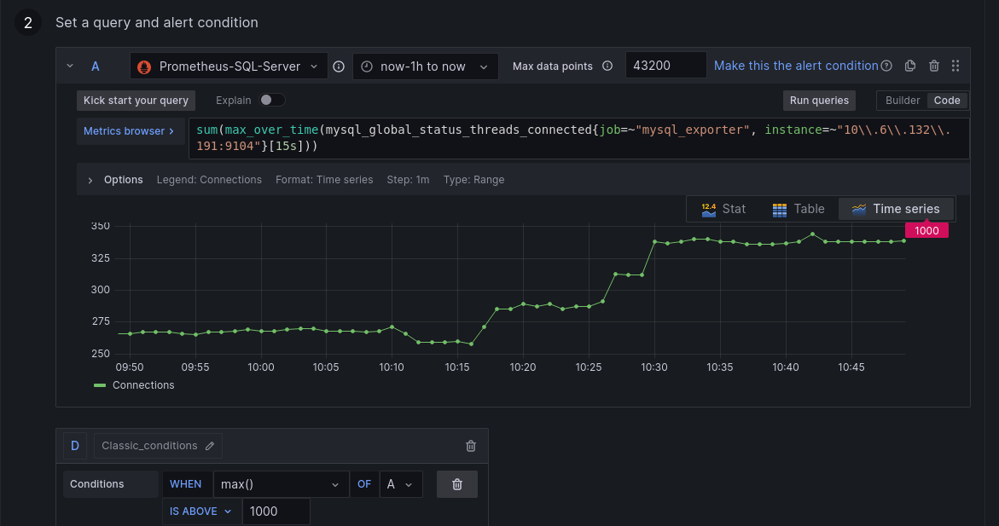 2 Set a query and alert condition
A Prometheus-SQL-Server now-1h to now Max data points 43200 Make this the alert condition
Kick start your query Explain Run queries Builder Code
Metrics browser > sum(max_over_time(mysql_global_status_threads_connected{job=~"mysql_exporter", instance=~"10\\.6\\.132\\.
191:9104"}[15s]))
> Options Legend: Connections Format: Time series Step: 1m Type: Range
12.4 Stat Table Time series
350
1000
325
300
275
250
09:50 09:55 10:00 10:05 10:10 10:15 10:20 10:25 10:30 10:35 10:40 10:45
Connections
D Classic_conditions
Conditions WHEN max() OF A
IS ABOVE 1000